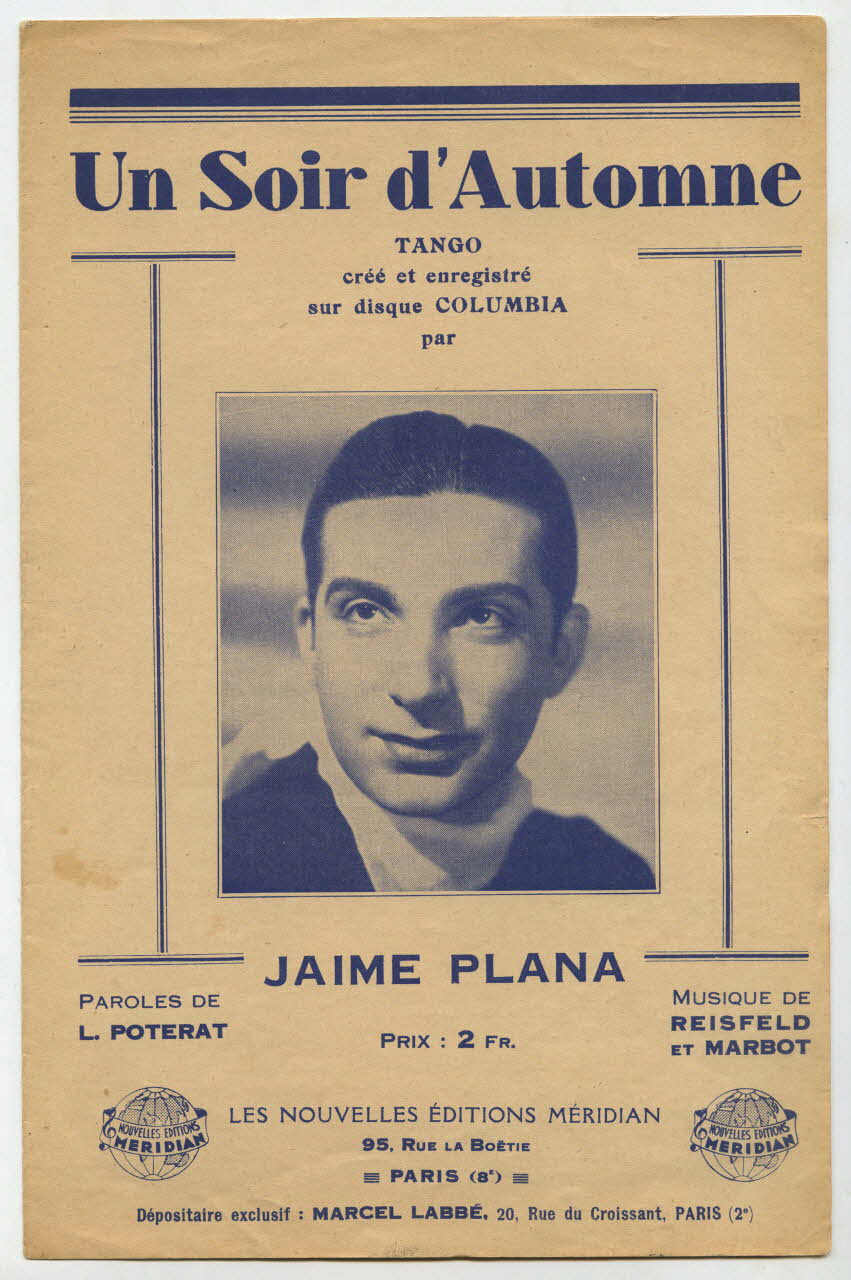 Un Soir d'Automne
TANGO
créé et enregistré
sur disque COLUMBIA
par
JAIME PLANA
PAROLES DE
L. POTERAT
PRIX : 2 FR.
MUSIQUE DE
REISFELD
ET MARBOT
NOUVELLES EDITIONS
MERIDIAN
LES NOUVELLES ÉDITIONS MÉRIDIAN
95, RUE LA BOËTIE
PARIS (8e)
NOUVELLES EDITIONS
MERIDIAN
Dépositaire exclusif : MARCEL LABBÉ, 20, Rue du Croissant, PARIS (2e)